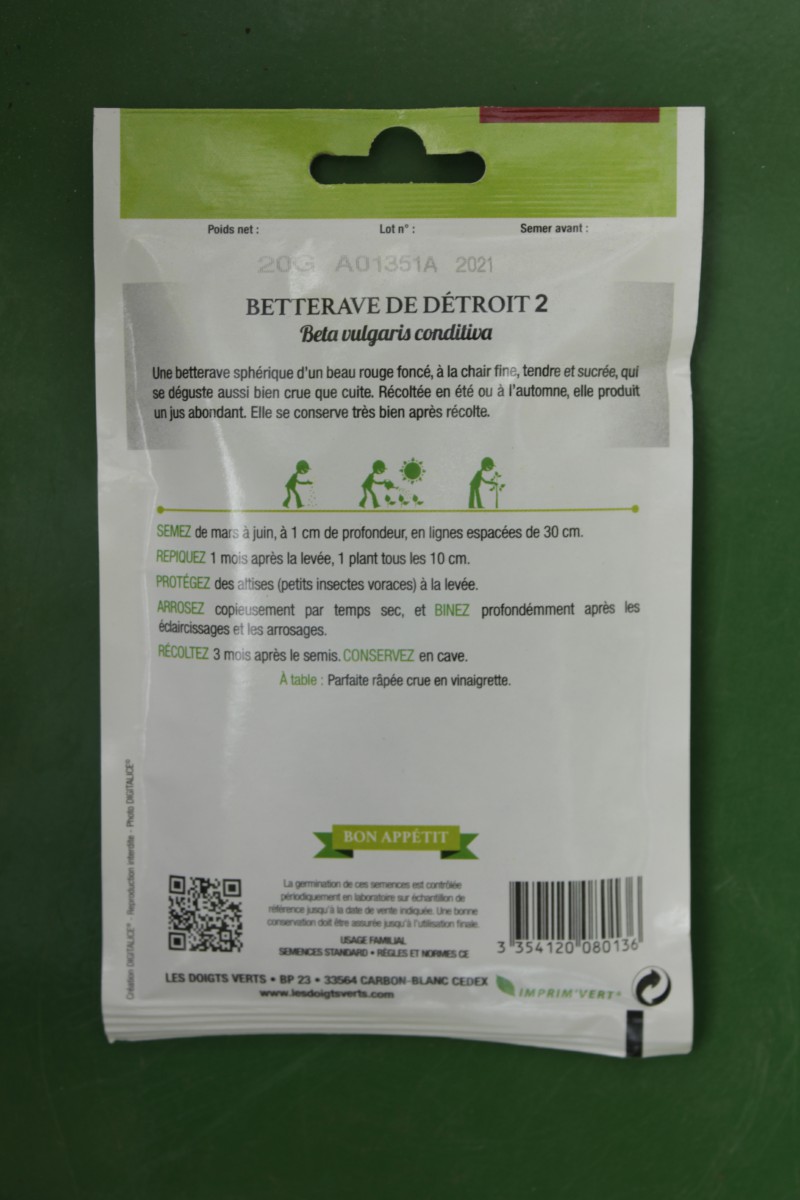 Poids net : Lot n° : Semer avant :
20G A01351A 2021
BETTERAVE DE DÉTROIT 2
Beta vulgaris conditiva
Une betterave sphérique d'un beau rouge foncé, à la chair fine, tendre et sucrée, qui
se déguste aussi bien crue que cuite. Récoltée en été ou à l'automne, elle produit
un jus abondant. Elle se conserve très bien après récolte.
SEMEZ de mars à juin, à 1 cm de profondeur, en lignes espacées de 30 cm.
REPIQUEZ 1 mois après la levée, 1 plant tous les 10 cm.
PROTÉGEZ des altises (petits insectes voraces) à la levée.
ARROSEZ copieusement par temps sec, et BINEZ profondémment après les
éclaircissages et les arrosages.
RÉCOLTEZ 3 mois après le semis. CONSERVEZ en cave.
À table : Parfaite râpée crue en vinaigrette.
BON APPÉTIT
La germination de ces semences est contrôlée
périodiquement en laboratoire sur échantillon de
référence jusqu'à la date de vente indiquée. Une bonne
conservation doit être assurée jusqu'à l'utilisation finale.
USAGE FAMILIAL
SEMENCES STANDARD • RÈGLES ET NORMES CE
3 354120 080136
LES DOIGTS VERTS • BP 23 • 33564 CARBON-BLANC CEDEX
www.lesdoigtsverts.com
IMPRIM'VERT®
Création DIGITALICE® - Reproduction interdite - Photo DIGITALICE®